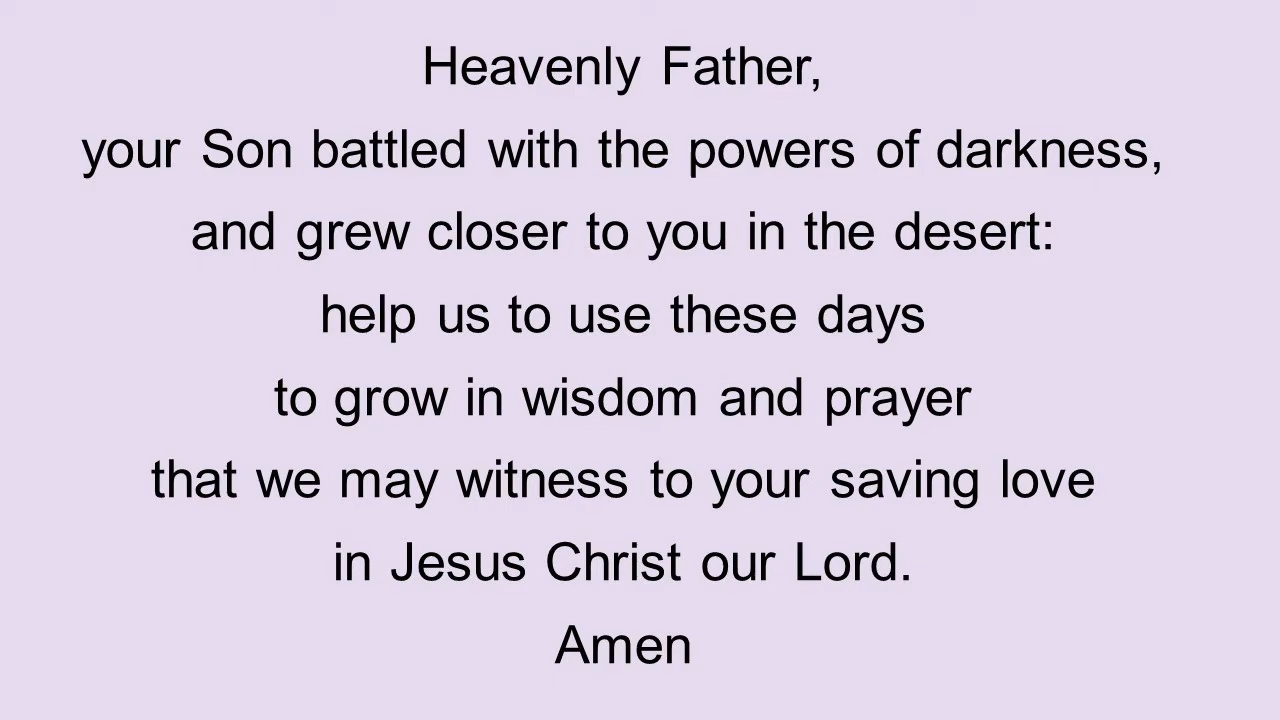 Heavenly Father,
your Son battled with the powers of darkness,
and grew closer to you in the desert:
help us to use these days
to grow in wisdom and prayer
that we may witness to your saving love
in Jesus Christ our Lord.
Amen